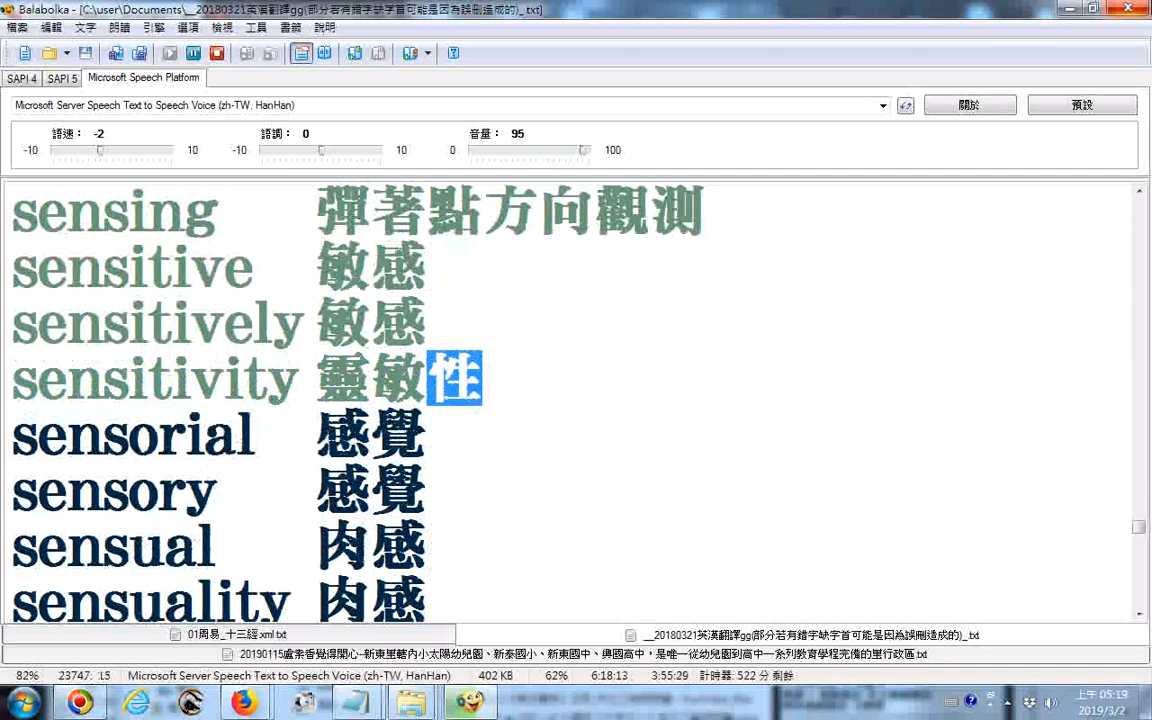 Balabolka - [C:\user\Documents\__20180321英漢翻譯gg(部分若有錯字缺字首可能是因為誤刪造成的)_.txt]
檔案 編輯 文字 朗讀 引擎 選項 檢視 工具 書籤 說明
SAPI 4 SAPI 5 Microsoft Speech Platform
Microsoft Server Speech Text to Speech Voice (zh-TW, HanHan) 關於 預設
語速： -2 語調： 0 音量： 95
-10 10 -10 10 0 100
sensing 彈著點方向觀測
sensitive 敏感
sensitively 敏感
sensitivity 靈敏性
sensorial 感覺
sensory 感覺
sensual 肉感
sensuality 肉感
01周易_十三經.xml.txt __20180321英漢翻譯gg(部分若有錯字缺字首可能是因為誤刪造成的)_.txt
20190115盧素香覺得開心-新東里轄內小太陽幼兒園、新泰國小、新東國中、興國高中，是唯一從幼兒園到高中一系列教育學程完備的里行政區.txt
82% 23747: 15 Microsoft Server Speech Text to Speech Voice (zh-TW, HanHan) 402 KB 62% 6:18:13 3:55:29 計時器： 522 分 剩餘
上午 05:19
2019/3/2